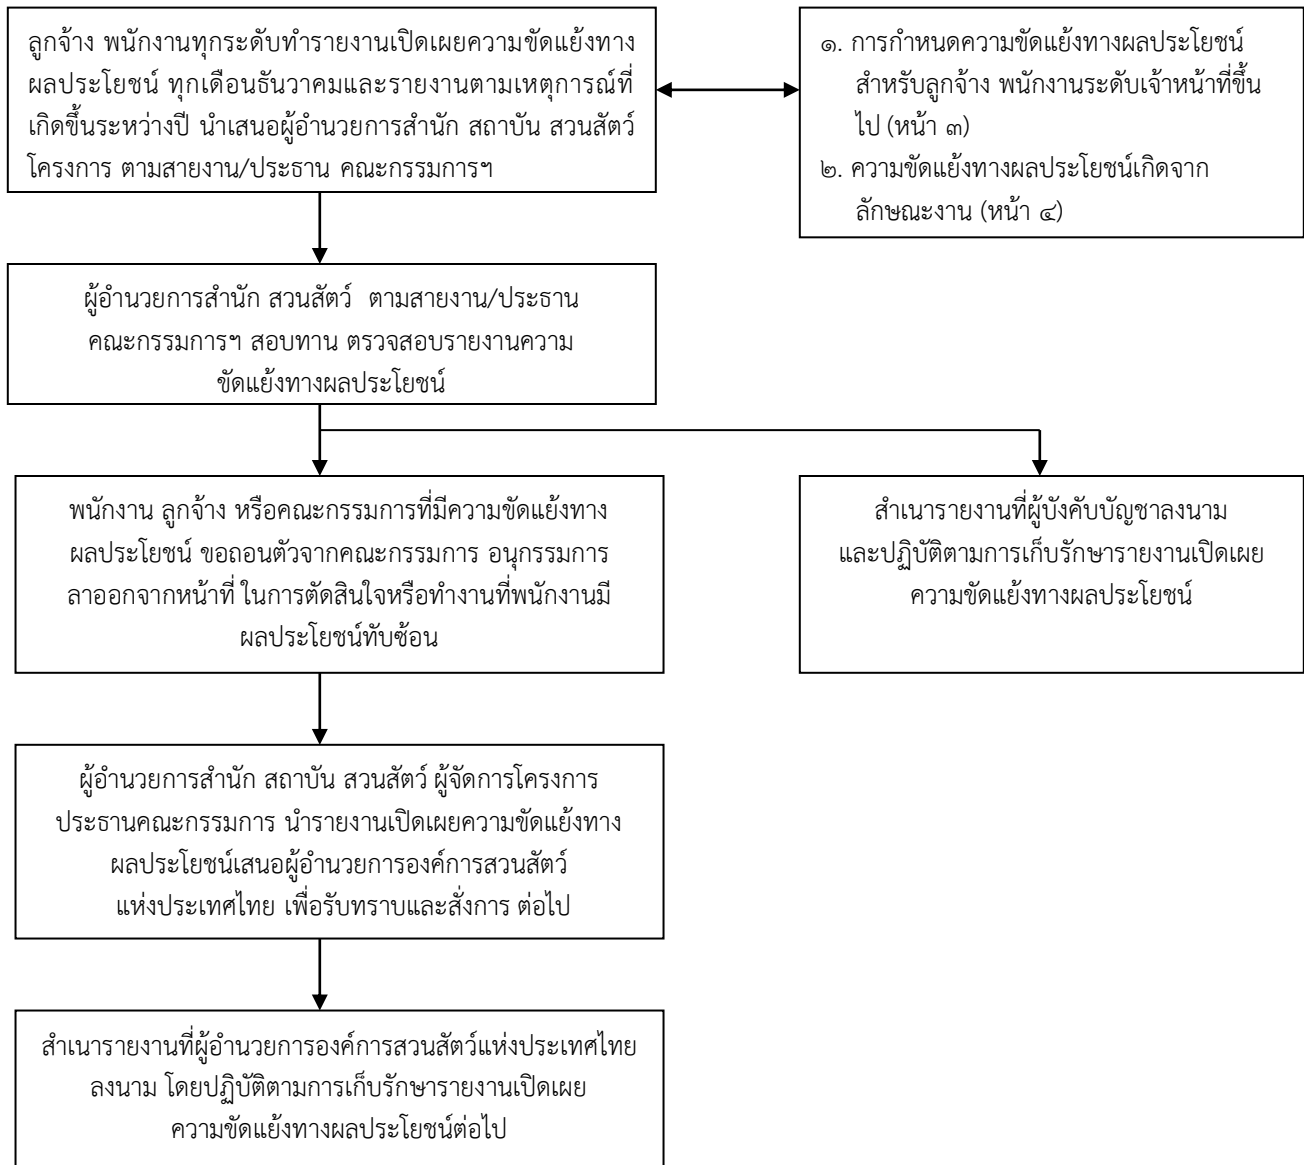 ลูกจ้าง พนักงานทุกระดับทำรายงานเปิดเผยความขัดแย้งทาง
ผลประโยชน์ ทุกเดือนธันวาคมและรายงานตามเหตุการณ์ที่
เกิดขึ้นระหว่างปี นำเสนอผู้อำนวยการสำนัก สถาบัน สวนสัตว์
โครงการ ตามสายงาน/ประธาน คณะกรรมการฯ
๑. การกำหนดความขัดแย้งทางผลประโยชน์
สำหรับลูกจ้าง พนักงานระดับเจ้าหน้าที่ขึ้น
ไป (หน้า ๓)
๒. ความขัดแย้งทางผลประโยชน์เกิดจาก
ลักษณะงาน (หน้า ๔)
ผู้อำนวยการสำนัก สวนสัตว์ ตามสายงาน/ประธาน
คณะกรรมการฯ สอบทาน ตรวจสอบรายงานความ
ขัดแย้งทางผลประโยชน์
พนักงาน ลูกจ้าง หรือคณะกรรมการที่มีความขัดแย้งทาง
ผลประโยชน์ ขอถอนตัวจากคณะกรรมการ อนุกรรมการ
ลาออกจากหน้าที่ ในการตัดสินใจหรือทำงานที่พนักงานมี
ผลประโยชน์ทับซ้อน
สำเนารายงานที่ผู้บังคับบัญชาลงนาม
และปฏิบัติตามการเก็บรักษารายงานเปิดเผย
ความขัดแย้งทางผลประโยชน์
ผู้อำนวยการสำนัก สถาบัน สวนสัตว์ ผู้จัดการโครงการ
ประธานคณะกรรมการ นำรายงานเปิดเผยความขัดแย้งทาง
ผลประโยชน์เสนอผู้อำนวยการองค์การสวนสัตว์
แห่งประเทศไทย เพื่อรับทราบและสั่งการ ต่อไป
สำเนารายงานที่ผู้อำนวยการองค์การสวนสัตว์แห่งประเทศไทย
ลงนาม โดยปฏิบัติตามการเก็บรักษารายงานเปิดเผย
ความขัดแย้งทางผลประโยชน์ต่อไป